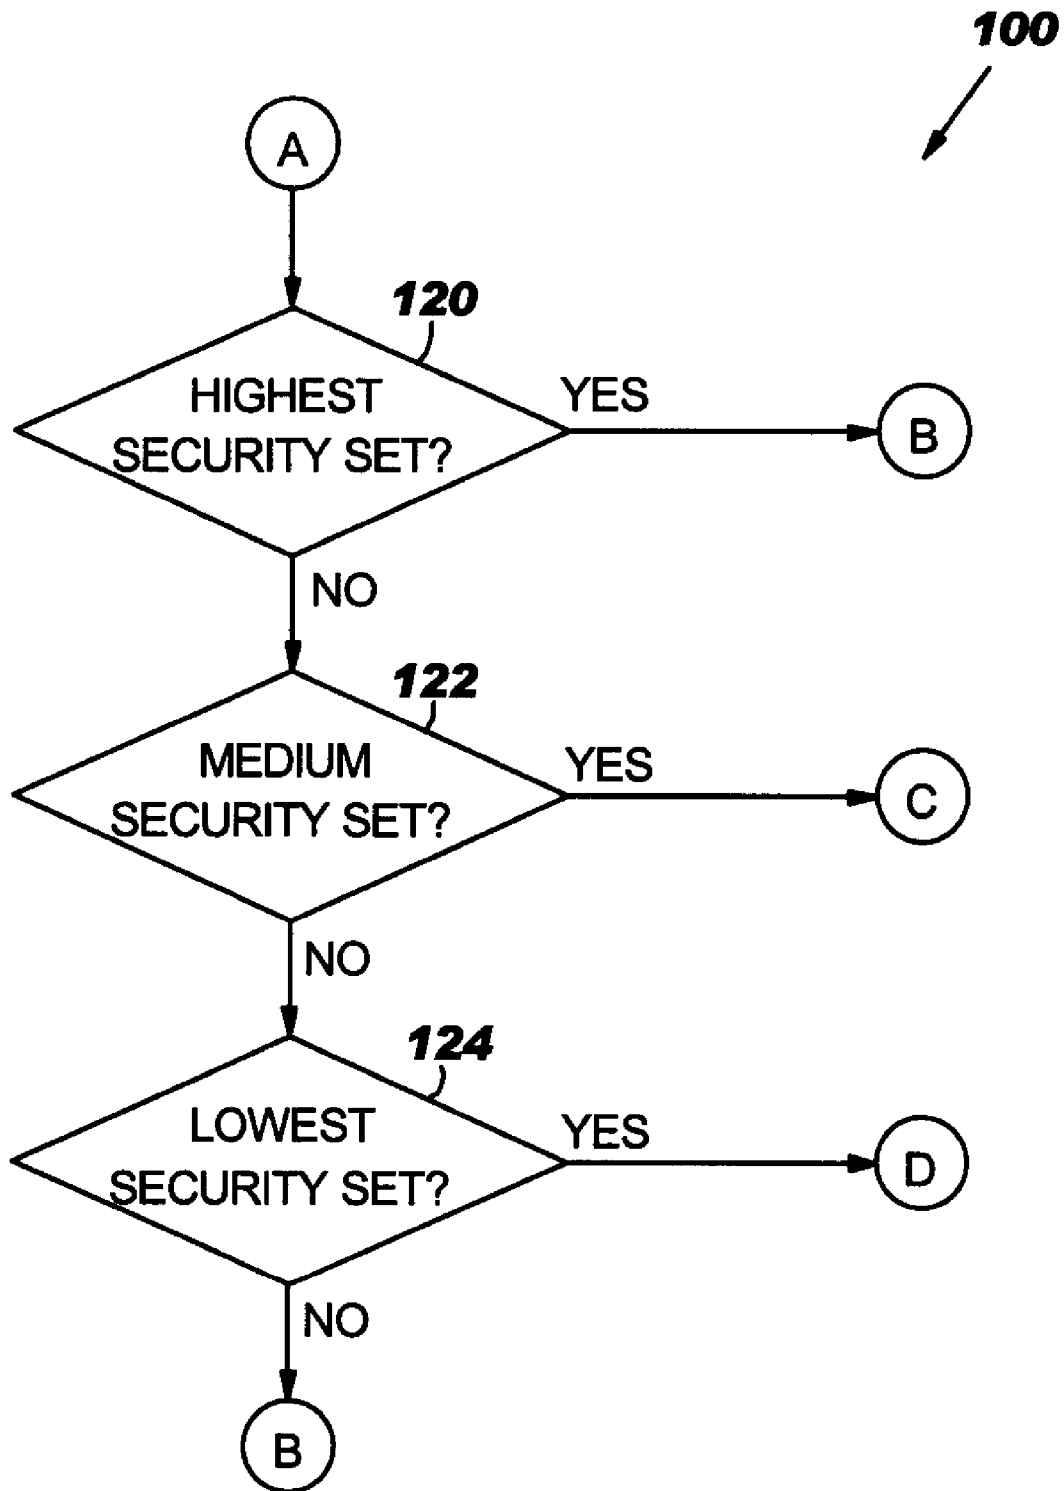 100
A
120
HIGHEST
SECURITY SET?
YES
B
NO
122
MEDIUM
SECURITY SET?
YES
C
NO
124
LOWEST
SECURITY SET?
YES
D
NO
B